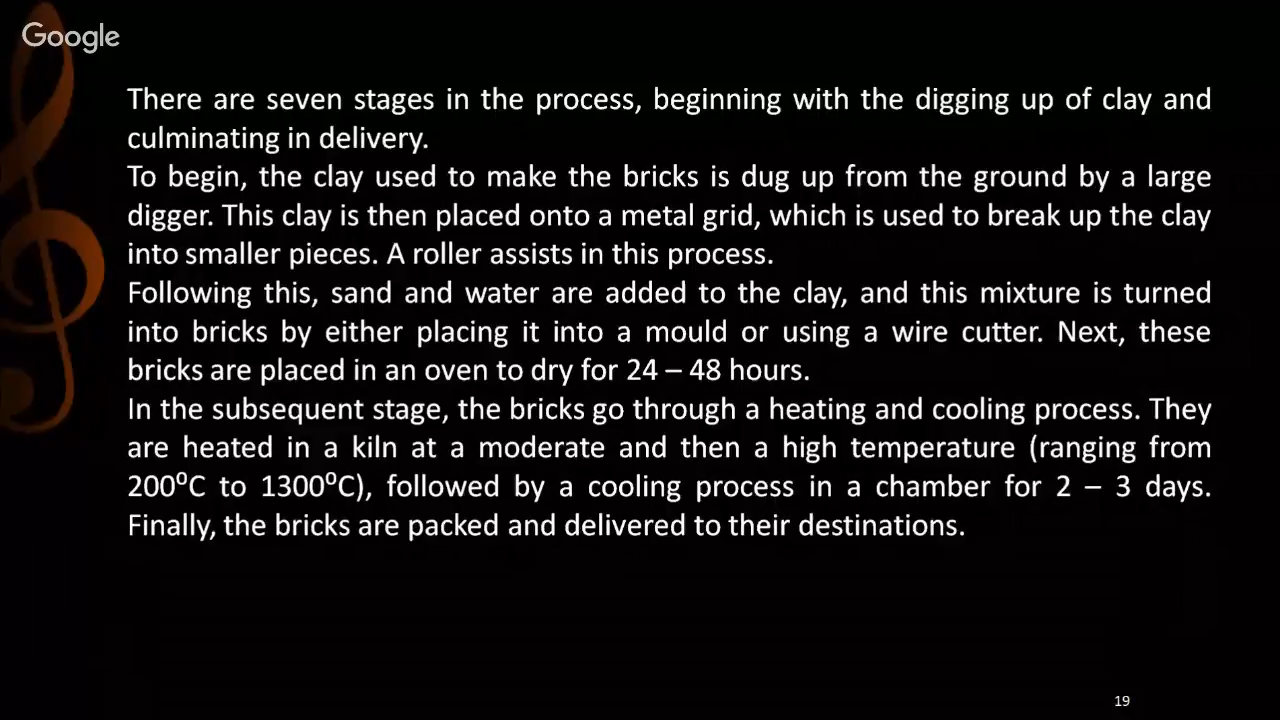 Google
There are seven stages in the process, beginning with the digging up of clay and
culminating in delivery.
To begin, the clay used to make the bricks is dug up from the ground by a large
digger. This clay is then placed onto a metal grid, which is used to break up the clay
into smaller pieces. A roller assists in this process.
Following this, sand and water are added to the clay, and this mixture is turned
into bricks by either placing it into a mould or using a wire cutter. Next, these
bricks are placed in an oven to dry for 24 – 48 hours.
In the subsequent stage, the bricks go through a heating and cooling process. They
are heated in a kiln at a moderate and then a high temperature (ranging from
200⁰C to 1300⁰C), followed by a cooling process in a chamber for 2 – 3 days.
Finally, the bricks are packed and delivered to their destinations.
19